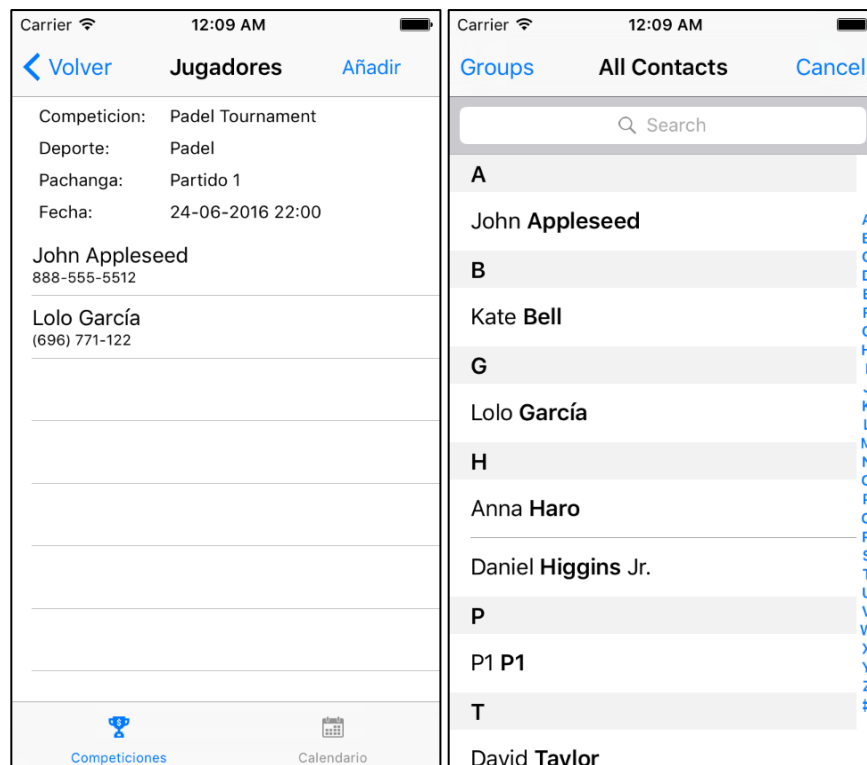 Carrier 12:09 AM
Volver Jugadores Añadir
Competicion: Padel Tournament
Deporte: Padel
Pachanga: Partido 1
Fecha: 24-06-2016 22:00
John Appleseed
888-555-5512
Lolo García
(696) 771-122
Competiciones Calendario
Carrier 12:09 AM
Groups All Contacts Cancel
Search
A
John Appleseed
B
Kate Bell
G
Lolo García
H
Anna Haro
Daniel Higgins Jr.
P
P1 P1
T
David Taylor